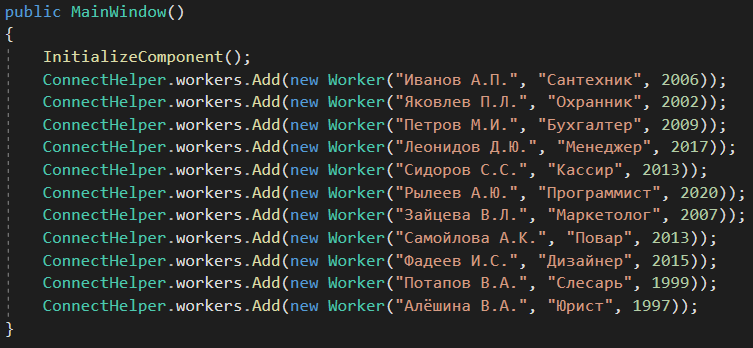 public MainWindow()
{
InitializeComponent();
ConnectHelper.workers.Add(new Worker("Иванов А.П.", "Сантехник", 2006));
ConnectHelper.workers.Add(new Worker("Яковлев П.Л.", "Охранник", 2002));
ConnectHelper.workers.Add(new Worker("Петров М.И.", "Бухгалтер", 2009));
ConnectHelper.workers.Add(new Worker("Леонидов Д.Ю.", "Менеджер", 2017));
ConnectHelper.workers.Add(new Worker("Сидоров С.С.", "Кассир", 2013));
ConnectHelper.workers.Add(new Worker("Рылеев А.Ю.", "Программист", 2020));
ConnectHelper.workers.Add(new Worker("Зайцева В.Л.", "Маркетолог", 2007));
ConnectHelper.workers.Add(new Worker("Самойлова А.К.", "Повар", 2013));
ConnectHelper.workers.Add(new Worker("Фадеев И.С.", "Дизайнер", 2015));
ConnectHelper.workers.Add(new Worker("Потапов В.А.", "Слесарь", 1999));
ConnectHelper.workers.Add(new Worker("Алёшина В.А.", "Юрист", 1997));
}